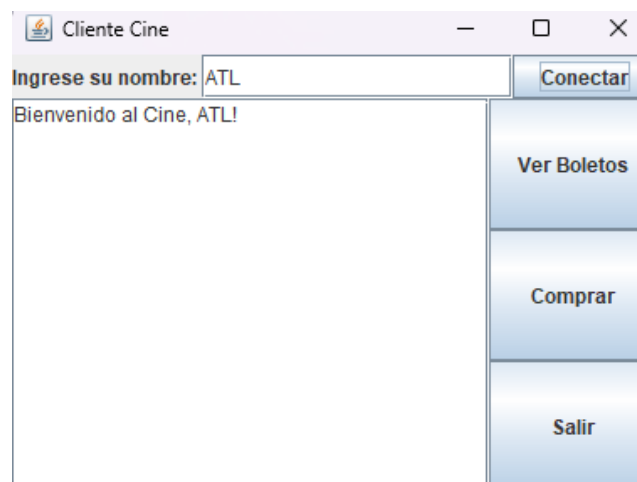 Cliente Cine
Ingrese su nombre: ATL Conectar
Bienvenido al Cine, ATL!
Ver Boletos
Comprar
Salir